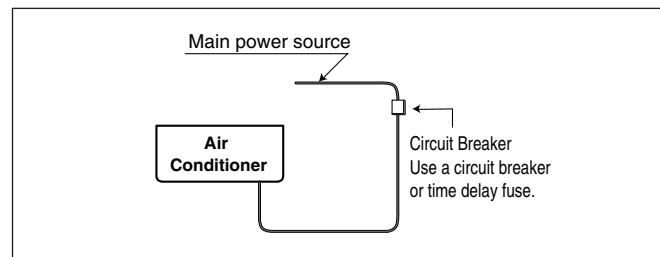 Main power source
Air
Conditioner
Circuit Breaker
Use a circuit breaker
or time delay fuse.